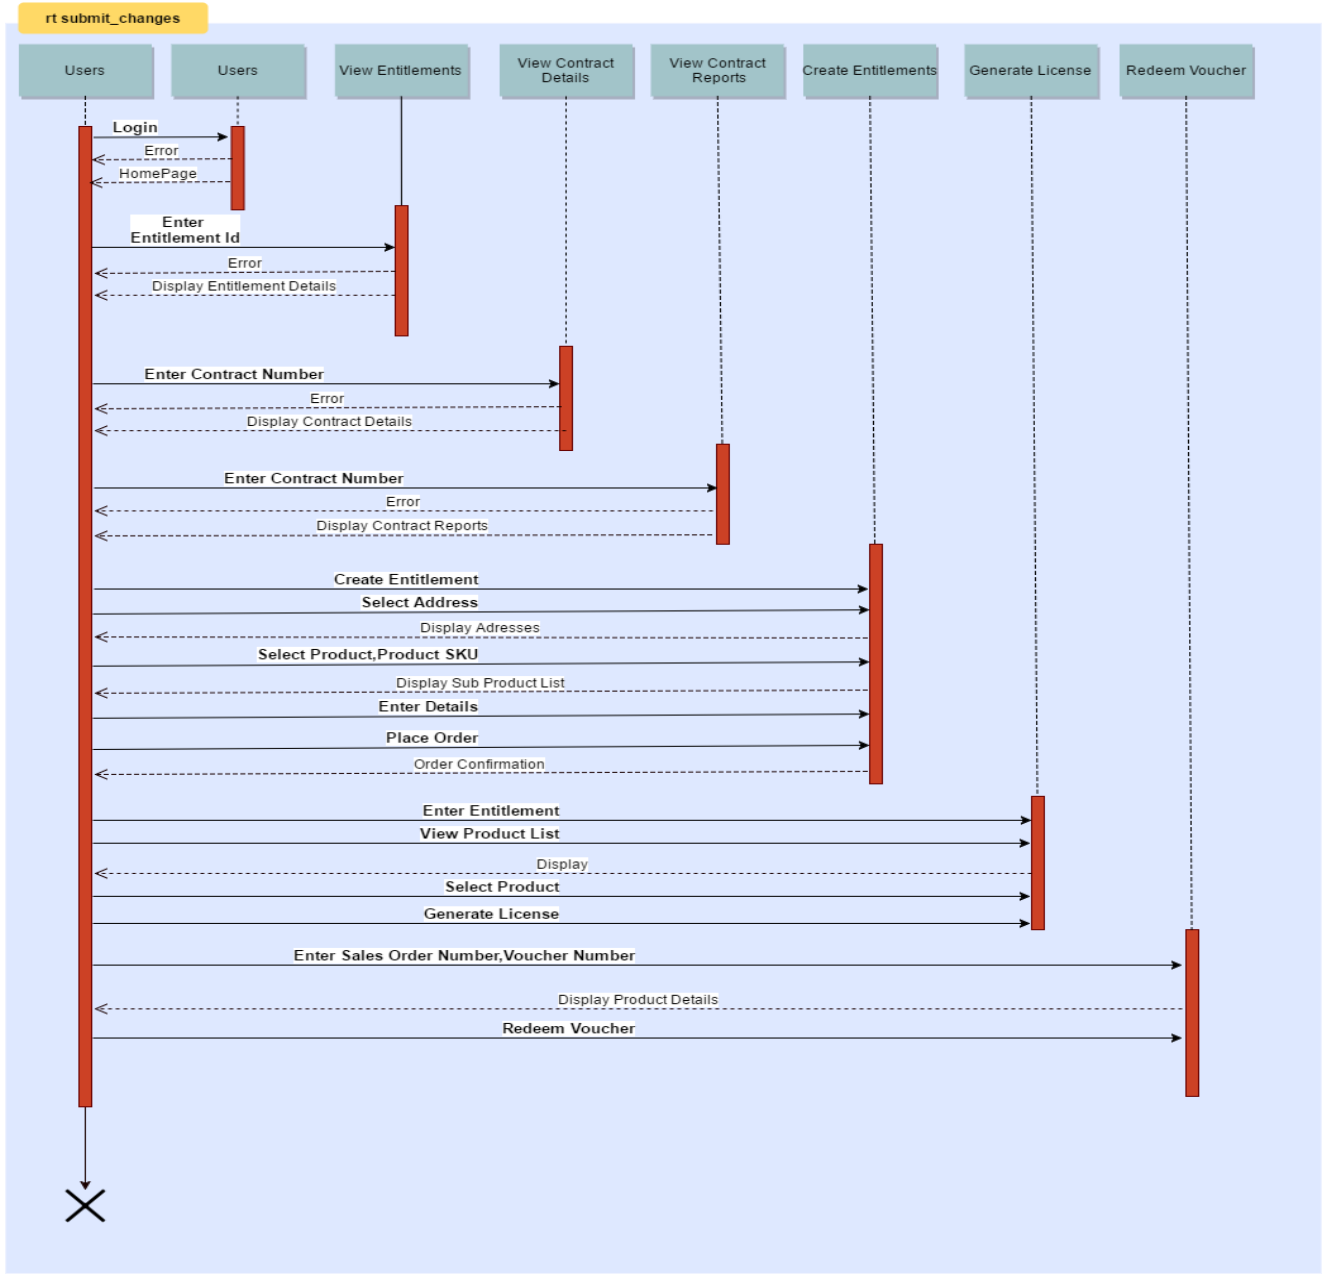 rt submit_changes
Users
Users
View Entitlements
View Contract
Details
View Contract
Reports
Create Entitlements
Generate License
Redeem Voucher
Login
Error
HomePage
Enter
Entitlement Id
Error
Display Entitlement Details
Enter Contract Number
Error
Display Contract Details
Enter Contract Number
Error
Display Contract Reports
Create Entitlement
Select Address
Display Adresses
Select Product,Product SKU
Display Sub Product List
Enter Details
Place Order
Order Confirmation
Enter Entitlement
View Product List
Display
Select Product
Generate License
Enter Sales Order Number,Voucher Number
Display Product Details
Redeem Voucher